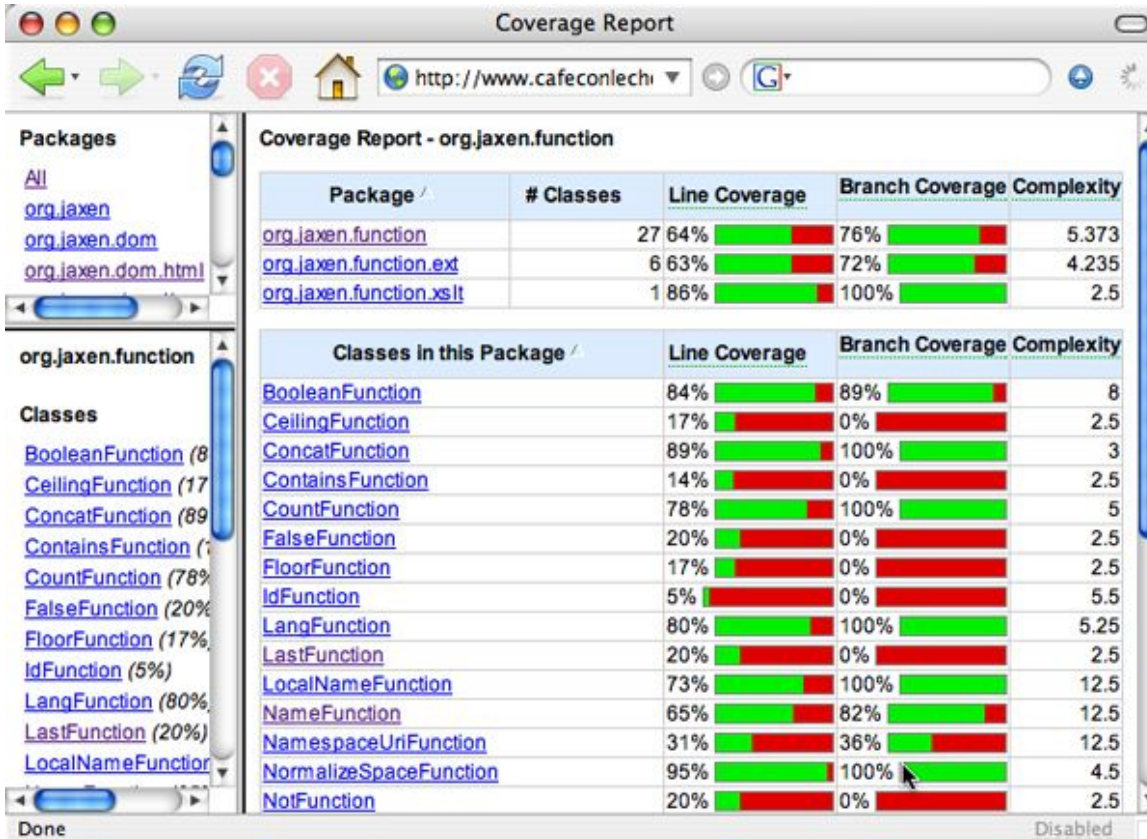 Coverage Report
http://www.cafeconleche
G
Packages
All
org.jaxen
org.jaxen.dom
org.jaxen.dom.html
org.jaxen.function
Classes
BooleanFunction (8
CeilingFunction (17
ConcatFunction (89
ContainsFunction (1
CountFunction (78%
FalseFunction (20%
FloorFunction (17%
IdFunction (5%)
LangFunction (80%
LastFunction (20%)
LocalNameFunction
Coverage Report - org.jaxen.function
Package # Classes Line Coverage Branch Coverage Complexity
org.jaxen.function 27 64% 76% 5.373
org.jaxen.function.ext 6 63% 72% 4.235
org.jaxen.function.xslt 1 86% 100% 2.5
Classes in this Package Line Coverage Branch Coverage Complexity
BooleanFunction 84% 89% 8
CeilingFunction 17% 0% 2.5
ConcatFunction 89% 100% 3
ContainsFunction 14% 0% 2.5
CountFunction 78% 100% 5
FalseFunction 20% 0% 2.5
FloorFunction 17% 0% 2.5
IdFunction 5% 0% 5.5
LangFunction 80% 100% 5.25
LastFunction 20% 0% 2.5
LocalNameFunction 73% 100% 12.5
NameFunction 65% 82% 12.5
NamespaceUriFunction 31% 36% 12.5
NormalizeSpaceFunction 95% 100% 4.5
NotFunction 20% 0% 2.5
Done
Disabled